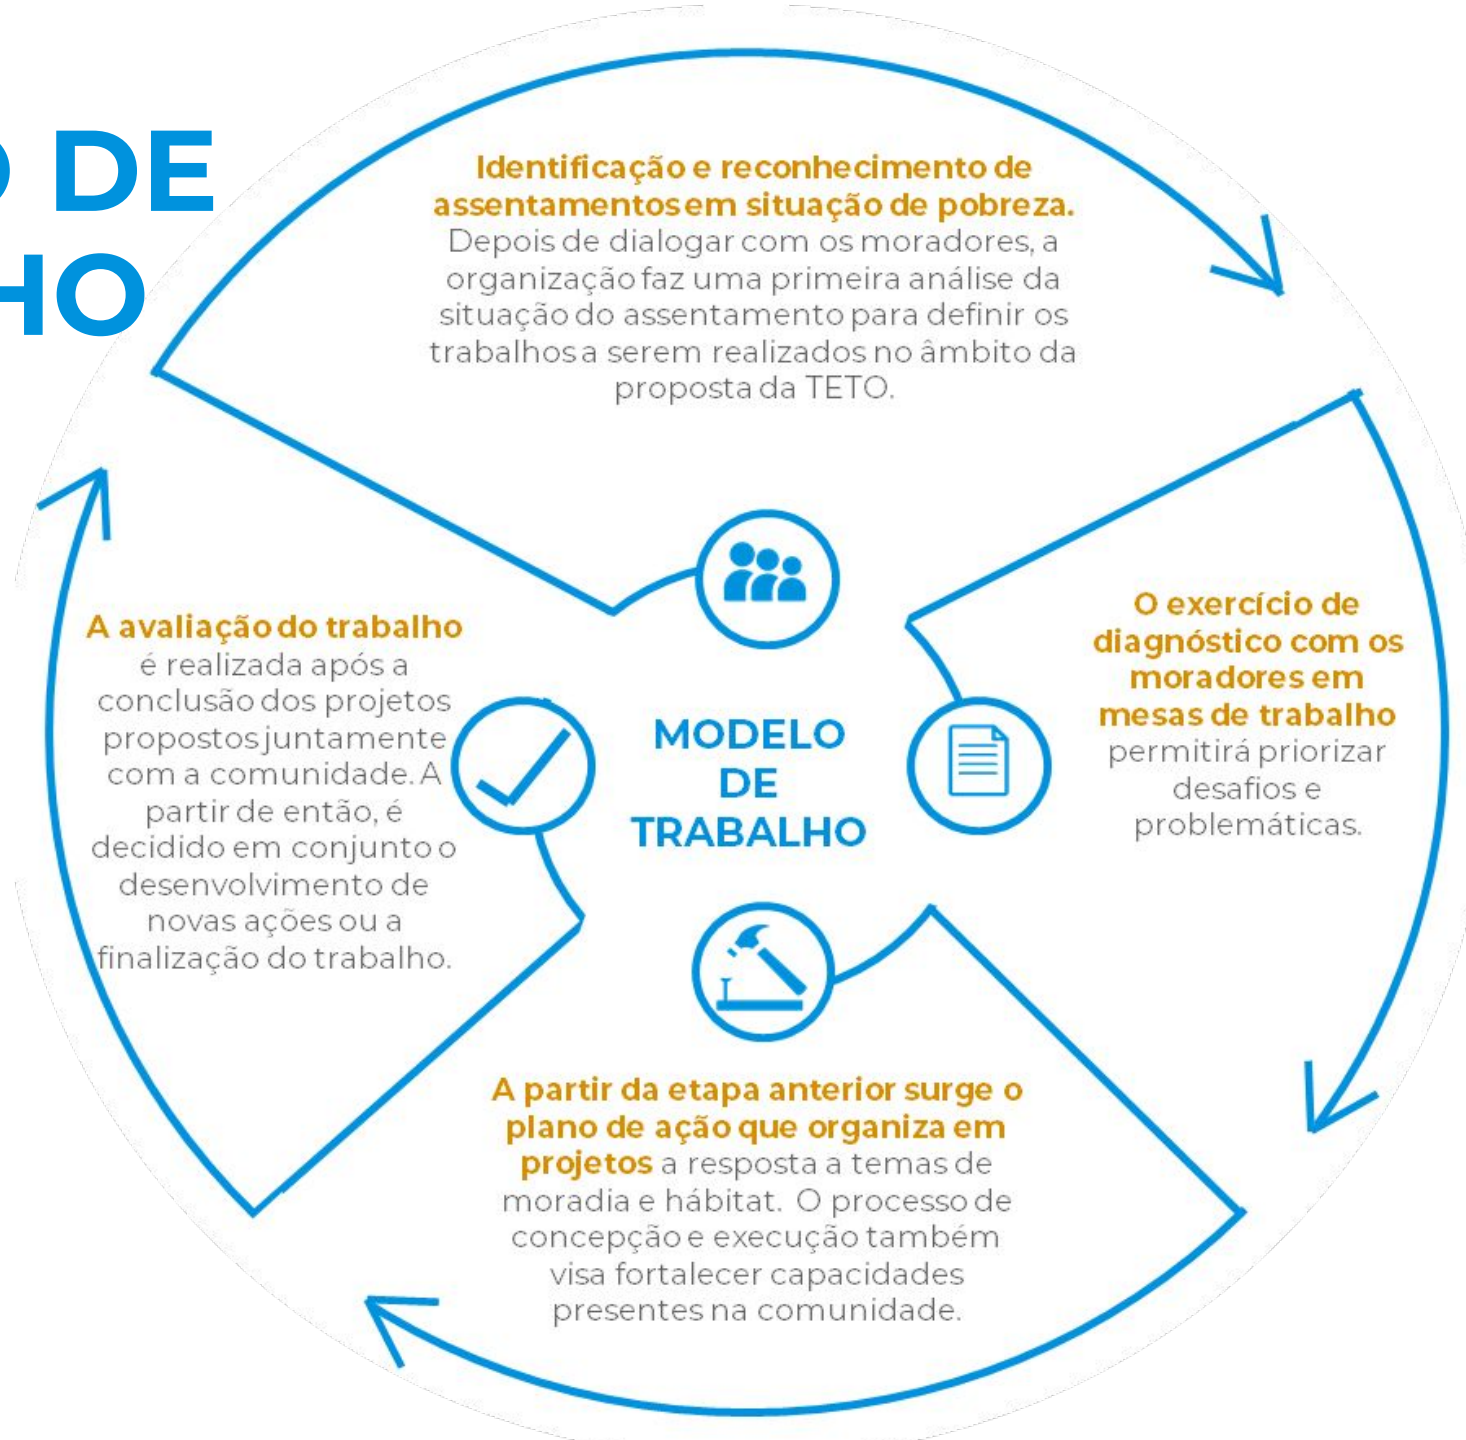 O DE
HO
Identificação e reconhecimento de
assentamentos em situação de pobreza.
Depois de dialogar com os moradores, a
organização faz uma primeira análise da
situação do assentamento para definir os
trabalhos a serem realizados no âmbito da
proposta da TETO.
O exercício de
diagnóstico com os
moradores em
mesas de trabalho
permitirá priorizar
desafios e
problemáticas.
A partir da etapa anterior surge o
plano de ação que organiza em
projetos a resposta a temas de
moradia e hábitat. O processo de
concepção e execução também
visa fortalecer capacidades
presentes na comunidade.
A avaliação do trabalho
é realizada após a
conclusão dos projetos
propostos juntamente
com a comunidade. A
partir de então, é
decidido em conjunto o
desenvolvimento de
novas ações ou a
finalização do trabalho.
MODELO
DE
TRABALHO